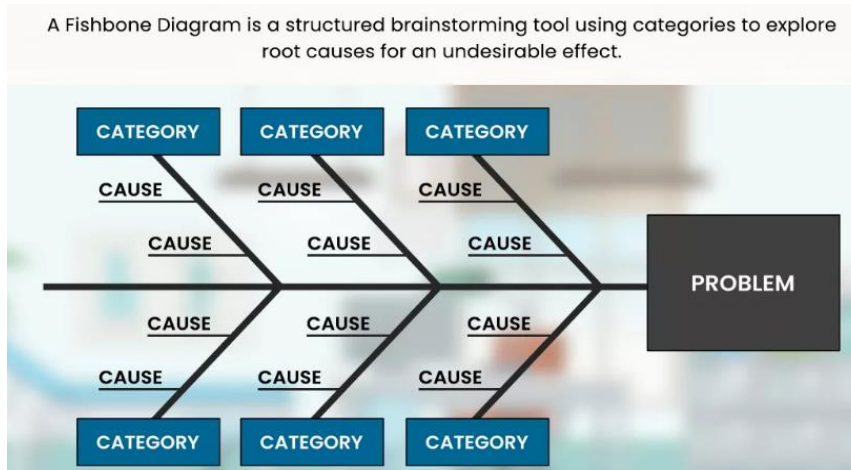 A Fishbone Diagram is a structured brainstorming tool using categories to explore
root causes for an undesirable effect.
CATEGORY CATEGORY CATEGORY
CAUSE CAUSE CAUSE
CAUSE CAUSE CAUSE
PROBLEM
CAUSE CAUSE CAUSE
CAUSE CAUSE CAUSE
CATEGORY CATEGORY CATEGORY